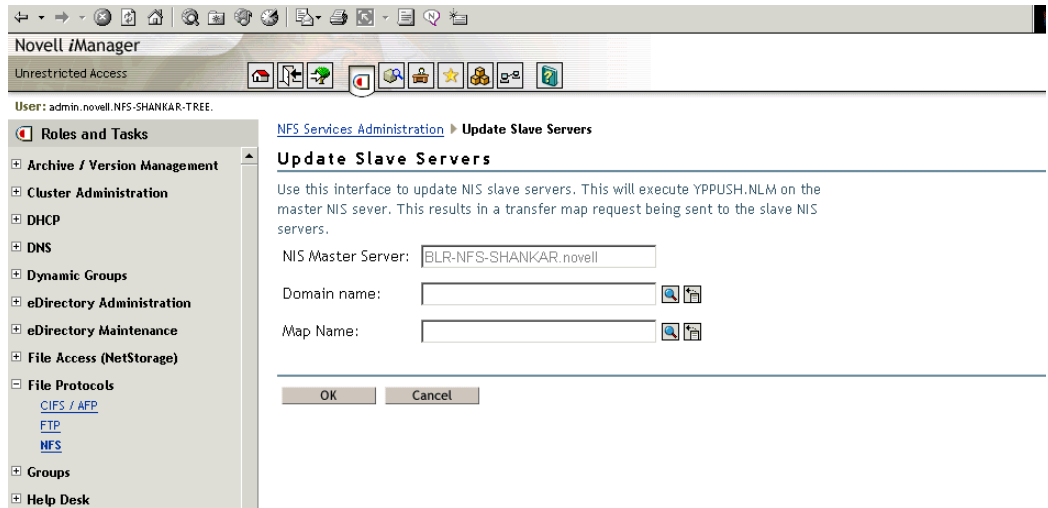 Novell iManager
Unrestricted Access
User: admin.novell.NFS-SHANKAR-TREE.
Roles and Tasks
Archive / Version Management
Cluster Administration
DHCP
DNS
Dynamic Groups
eDirectory Administration
eDirectory Maintenance
File Access (NetStorage)
File Protocols
CIFS / AFP
FTP
NFS
Groups
Help Desk
NFS Services Administration Update Slave Servers
Update Slave Servers
Use this interface to update NIS slave servers. This will execute YPPUSH.NLM on the
master NIS sever. This results in a transfer map request being sent to the slave NIS
servers.
NIS Master Server: BLR-NFS-SHANKAR.novell
Domain name:
Map Name:
OK Cancel